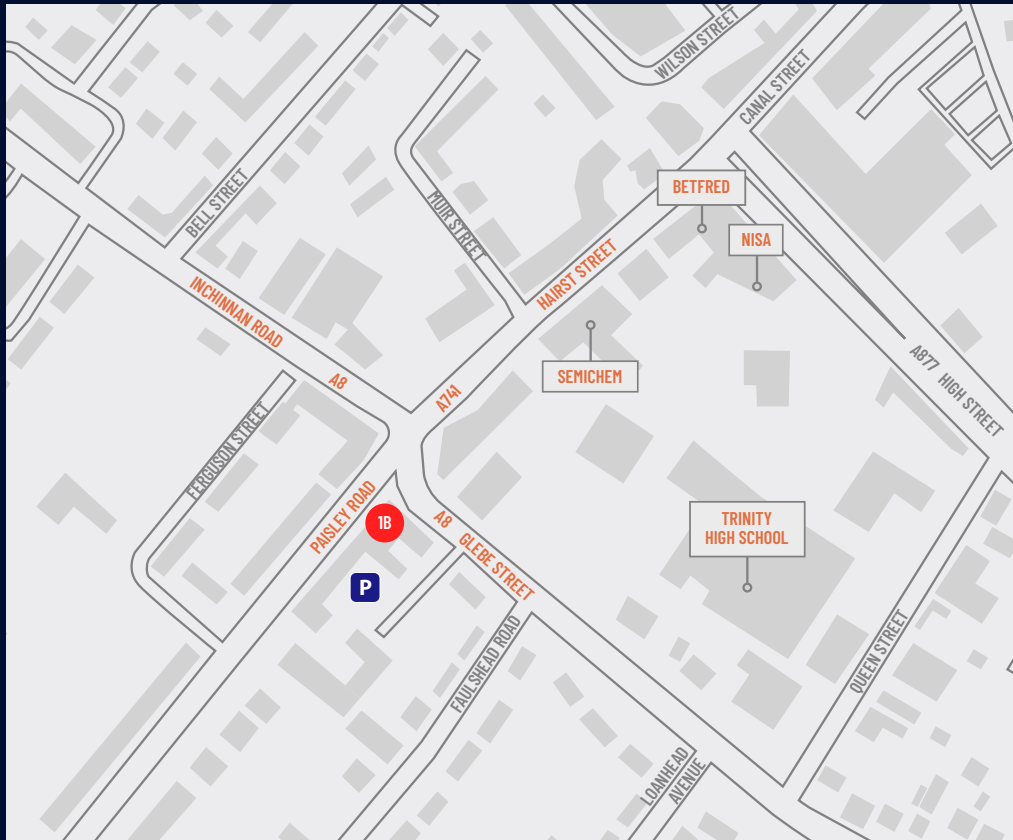 WILSON STREET
CANAL STREET
BETFRED
BELL STREET
MUIR STREET
NISA
HAIRST STREET
INCHINNAN ROAD
A8
SEMICHEM
A877 HIGH STREET
A741
FERGUSON STREET
PAISLEY ROAD
1B
A8 GLEBE STREET
TRINITY
HIGH SCHOOL
P
FAULSHEAD ROAD
QUEEN STREET
LOANHEAD
AVENUE